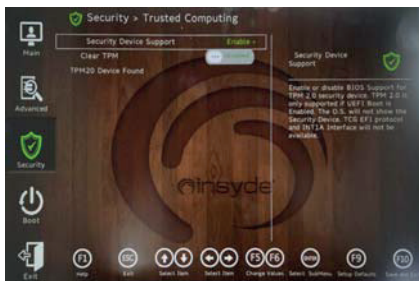 Security > Trusted Computing
Main
Advanced
Security
Boot
Exit
Security Device Support
Enable
Clear TPM
TPM20 Device Found
Security Device
Support
Enable or disable BIOS Support for
TPM 2.0 security device. TPM 2.0 is
only supported if UEFI Boot is
Enabled. The O.S. will not show the
Security Device. TCG EFI protocol
and INT1A Interface will not be
available.
insyde
F1
Help
ESC
Exit
Select Item
Select Item
F5
F6
Change Values
ENTER
Select SubMenu
F9
Setup Defaults
F10
Save and Exit